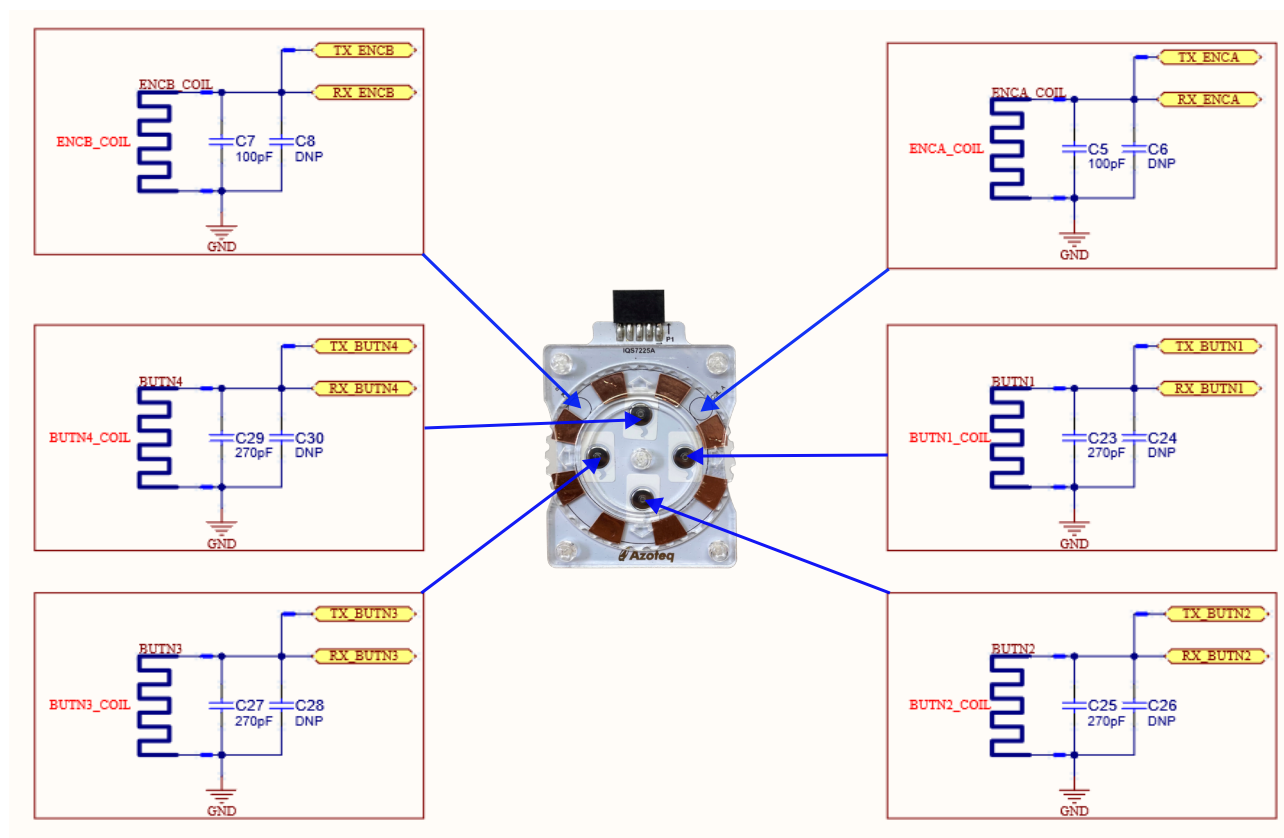 TX_ENCB
ENCB_COIL
RX_ENCB
ENCB_COIL
C7
100pF
C8
DNP
GND
TX_ENCA
ENCA_COIL
RX_ENCA
ENCA_COIL
C5
100pF
C6
DNP
GND
TX_BUTN4
BUTN4
RX_BUTN4
BUTN4_COIL
C29
270pF
C30
DNP
GND
P1
IQS7225A
Azoteq
TX_BUTN1
BUTN1
RX_BUTN1
BUTN1_COIL
C23
270pF
C24
DNP
GND
TX_BUTN3
BUTN3
RX_BUTN3
BUTN3_COIL
C27
270pF
C28
DNP
GND
TX_BUTN2
BUTN2
RX_BUTN2
BUTN2_COIL
C25
270pF
C26
DNP
GND